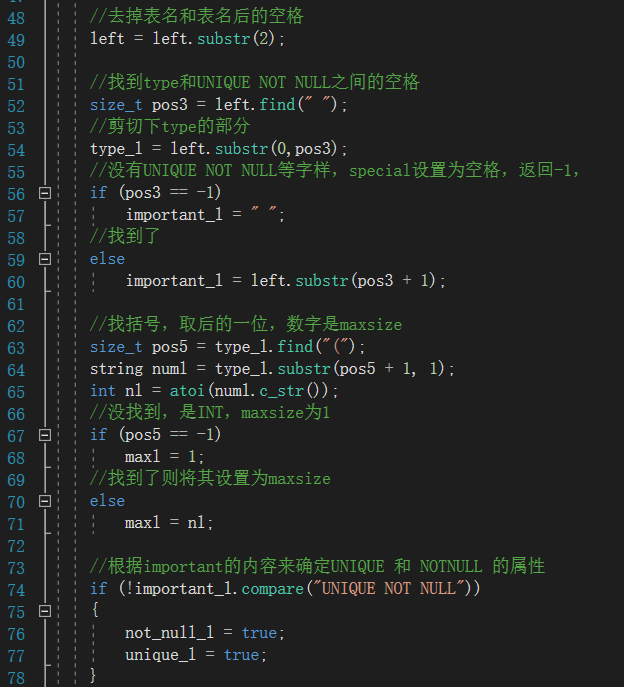 48 //去掉表名和表名后的空格
49 left = left.substr(2);
50
51 //找到type和UNIQUE NOT NULL之间的空格
52 size_t pos3 = left.find(" ");
53 //剪切下type的部分
54 type_l = left.substr(0,pos3);
55 //没有UNIQUE NOT NULL等字样，special设置为空格，返回-1，
56 if (pos3 == -1)
57 important_l = " ";
58 //找到了
59 else
60 important_l = left.substr(pos3 + 1);
61
62 //找括号，取后的一位，数字是maxsize
63 size_t pos5 = type_l.find("(");
64 string numl = type_l.substr(pos5 + 1, 1);
65 int nl = atoi(numl.c_str());
66 //没找到，是INT，maxsize为1
67 if (pos5 == -1)
68 maxl = 1;
69 //找到了则将其设置为maxsize
70 else
71 maxl = nl;
72
73 //根据important的内容来确定UNIQUE 和 NOTNULL 的属性
74 if (!important_l.compare("UNIQUE NOT NULL"))
75 {
76 not_null_l = true;
77 unique_l = true;
78 }